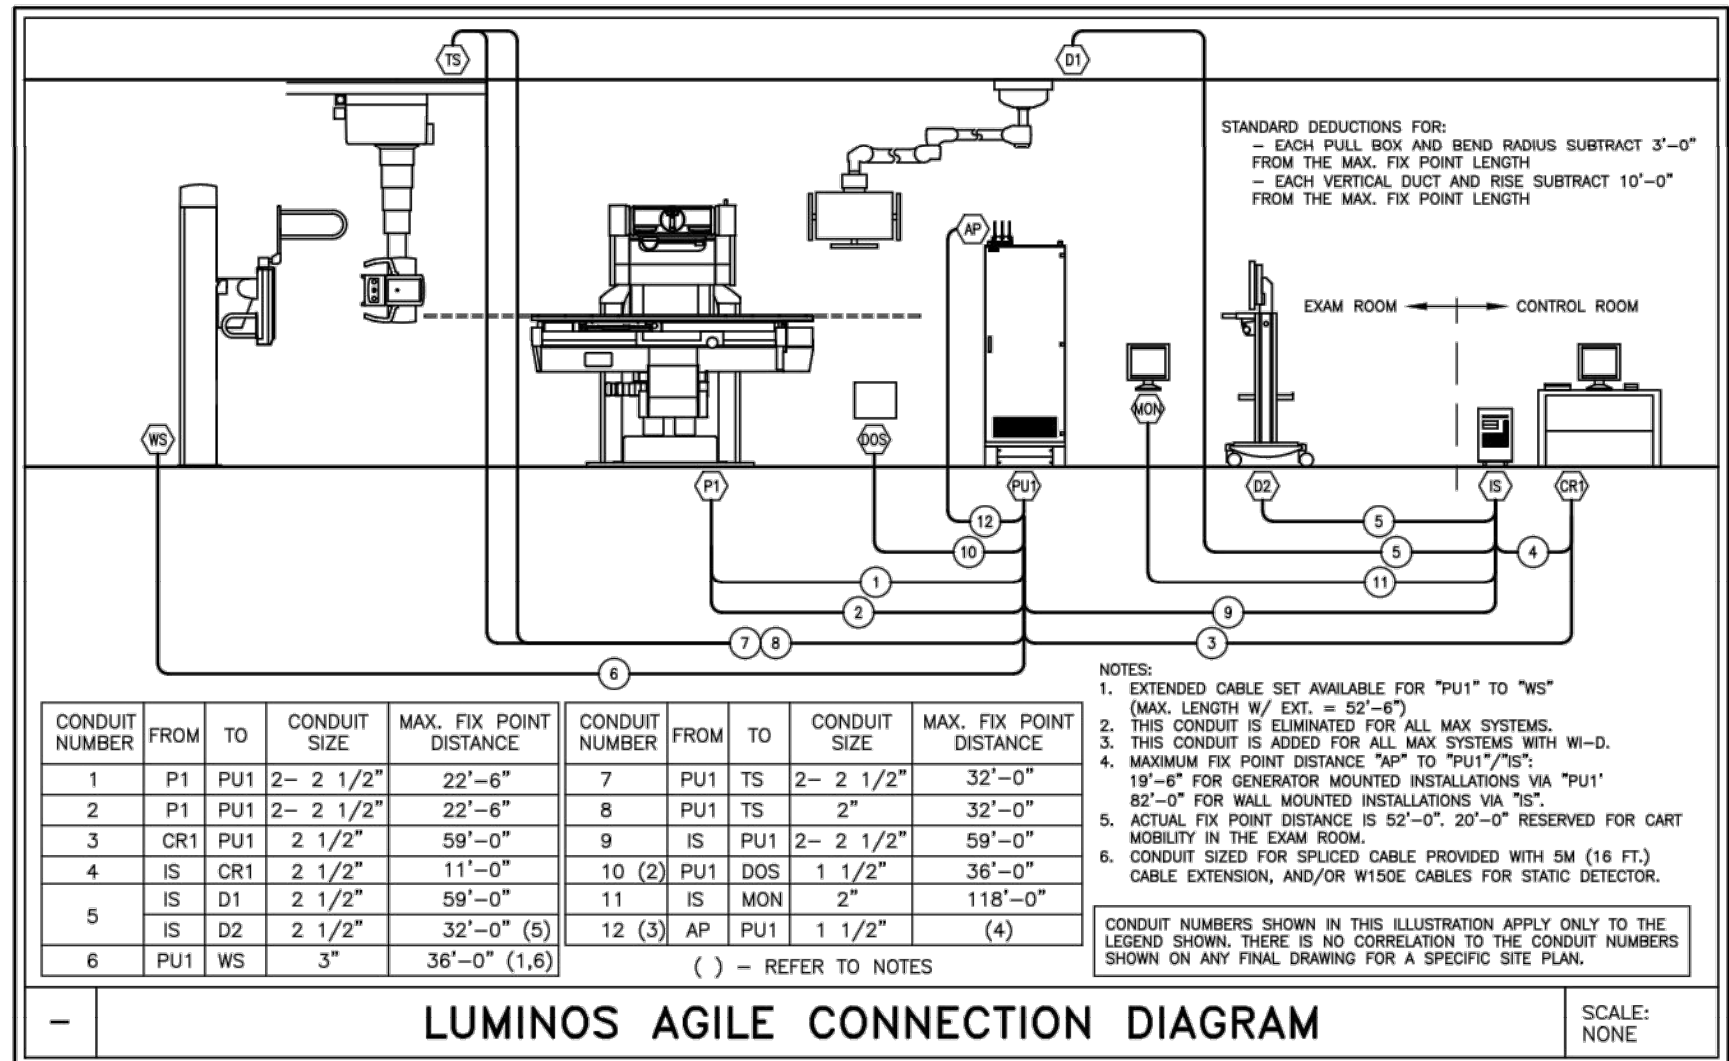 TS
D1
STANDARD DEDUCTIONS FOR:
– EACH PULL BOX AND BEND RADIUS SUBTRACT 3'–0"
FROM THE MAX. FIX POINT LENGTH
– EACH VERTICAL DUCT AND RISE SUBTRACT 10'–0"
FROM THE MAX. FIX POINT LENGTH
AP
EXAM ROOM
CONTROL ROOM
WS
DOS
MON
P1
PU1
D2
IS
CR1
12
5
10
5
4
1
11
2
9
7
8
3
6
CONDUIT NUMBER FROM TO CONDUIT SIZE MAX. FIX POINT DISTANCE
1 P1 PU1 2– 2 1/2" 22'–6"
2 P1 PU1 2– 2 1/2" 22'–6"
3 CR1 PU1 2 1/2" 59'–0"
4 IS CR1 2 1/2" 11'–0"
5 IS D1 2 1/2" 59'–0"
IS D2 2 1/2" 32'–0" (5)
6 PU1 WS 3" 36'–0" (1,6)
CONDUIT NUMBER FROM TO CONDUIT SIZE MAX. FIX POINT DISTANCE
7 PU1 TS 2– 2 1/2" 32'–0"
8 PU1 TS 2" 32'–0"
9 IS PU1 2– 2 1/2" 59'–0"
10 (2) PU1 DOS 1 1/2" 36'–0"
11 IS MON 2" 118'–0"
12 (3) AP PU1 1 1/2" (4)
( ) – REFER TO NOTES
NOTES:
1. EXTENDED CABLE SET AVAILABLE FOR "PU1" TO "WS"
(MAX. LENGTH W/ EXT. = 52'–6")
2. THIS CONDUIT IS ELIMINATED FOR ALL MAX SYSTEMS.
3. THIS CONDUIT IS ADDED FOR ALL MAX SYSTEMS WITH WI–D.
4. MAXIMUM FIX POINT DISTANCE "AP" TO "PU1"/"IS":
19'–6" FOR GENERATOR MOUNTED INSTALLATIONS VIA "PU1'
82'–0" FOR WALL MOUNTED INSTALLATIONS VIA "IS".
5. ACTUAL FIX POINT DISTANCE IS 52'–0". 20'–0" RESERVED FOR CART
MOBILITY IN THE EXAM ROOM.
6. CONDUIT SIZED FOR SPLICED CABLE PROVIDED WITH 5M (16 FT.)
CABLE EXTENSION, AND/OR W150E CABLES FOR STATIC DETECTOR.
CONDUIT NUMBERS SHOWN IN THIS ILLUSTRATION APPLY ONLY TO THE
LEGEND SHOWN. THERE IS NO CORRELATION TO THE CONDUIT NUMBERS
SHOWN ON ANY FINAL DRAWING FOR A SPECIFIC SITE PLAN.
–
LUMINOS AGILE CONNECTION DIAGRAM
SCALE:
NONE